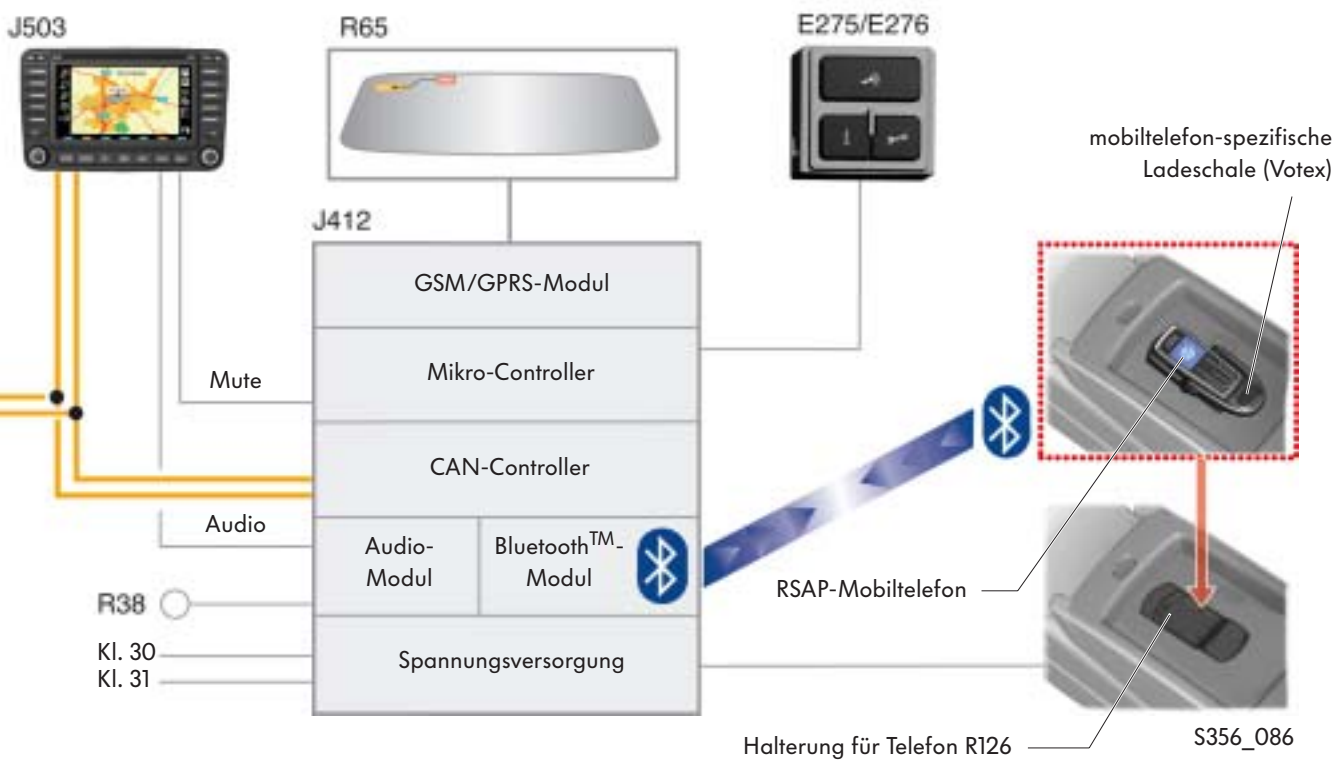 J503
R65
E275/E276
mobiltelefon-spezifische
Ladeschale (Votex)
J412
GSM/GPRS-Modul
Mikro-Controller
Mute
CAN-Controller
Audio
Audio-
Modul
Bluetooth™-
Modul
RSAP-Mobiltelefon
R38
Kl. 30
Kl. 31
Spannungsversorgung
Halterung für Telefon R126
S356_086